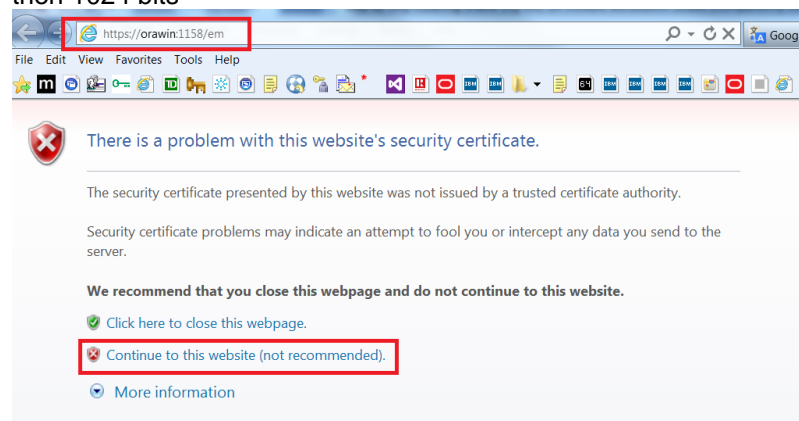 then 1024 bits
https://orawin:1158/em
Goog
File Edit View Favorites Tools Help
There is a problem with this website's security certificate.
The security certificate presented by this website was not issued by a trusted certificate authority.
Security certificate problems may indicate an attempt to fool you or intercept any data you send to the
server.
We recommend that you close this webpage and do not continue to this website.
Click here to close this webpage.
Continue to this website (not recommended).
More information